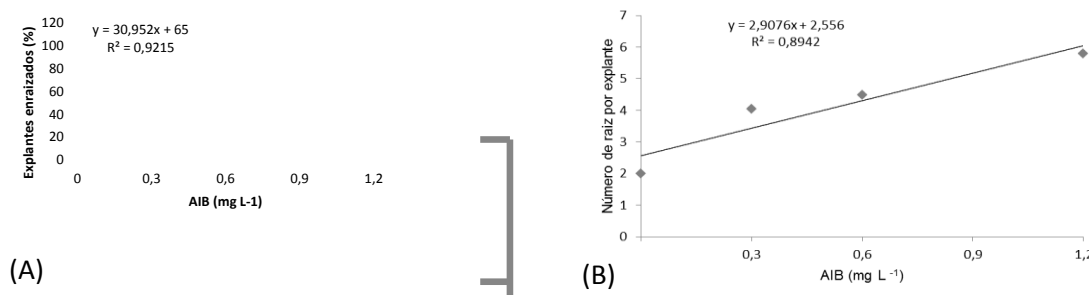 y = 30,952x + 65
R² = 0,9215
Explantes enraizados (%)
120
100
80
60
40
20
0
0 0,3 0,6 0,9 1,2
AIB (mg L-1)
(A)
y = 2,9076x + 2,556
R² = 0,8942
Número de raiz por explante
7
6
5
4
3
2
1
0
0,3 0,6 0,9 1,2
AIB (mg L -1)
(B)